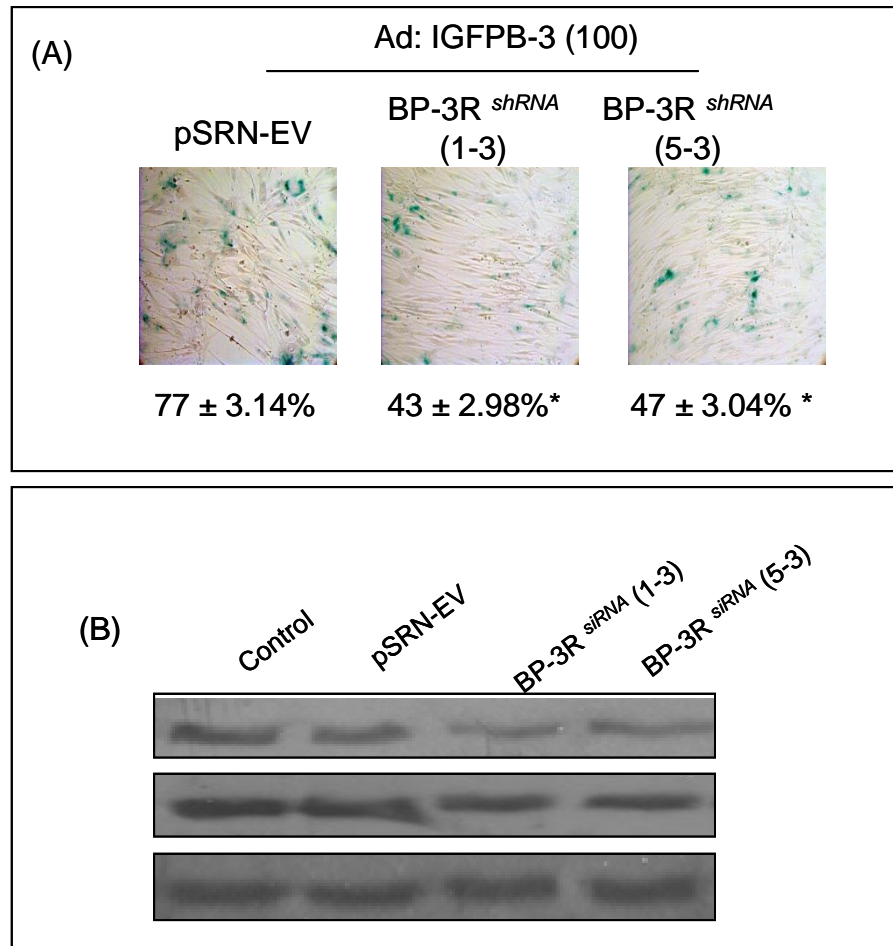 (A)
Ad: IGFPB-3 (100)
pSRN-EV
BP-3R shRNA
(1-3)
BP-3R shRNA
(5-3)
77 ± 3.14%
43 ± 2.98%*
47 ± 3.04% *
(B)
Control
pSRN-EV
BP-3R siRNA (1-3)
BP-3R siRNA (5-3)